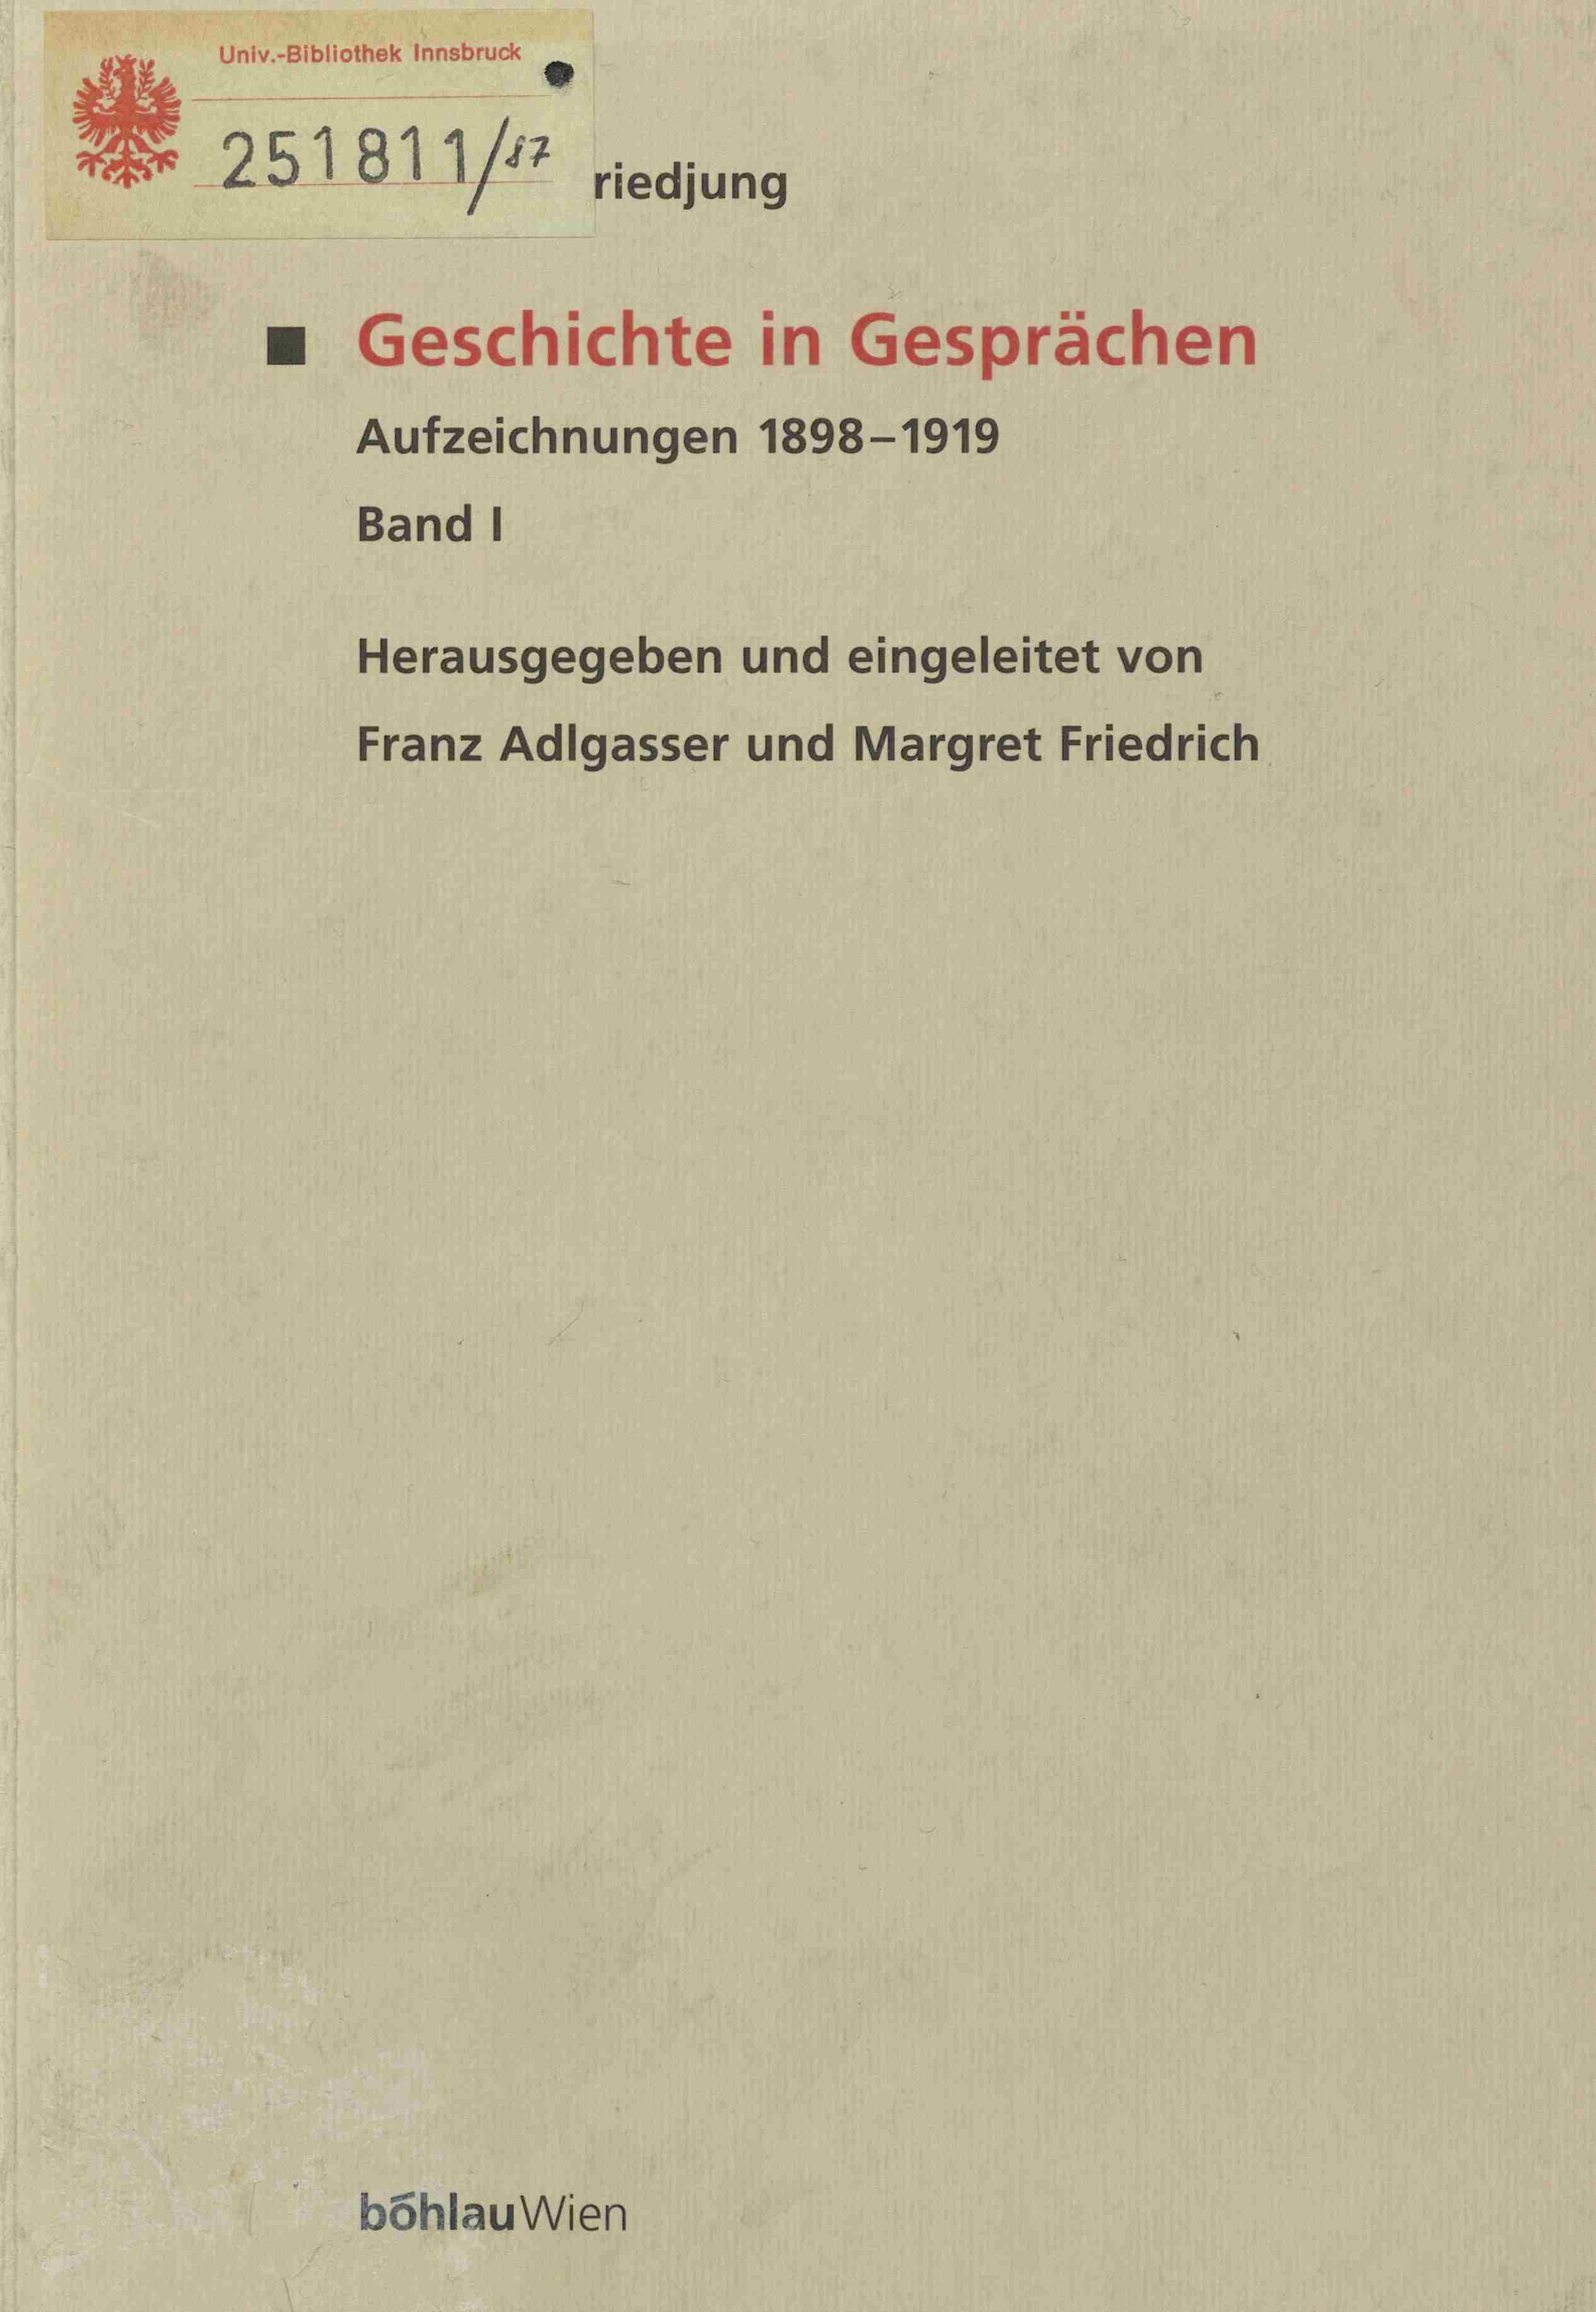 Univ.-Bibliothek Innsbruck
251811/87
riedjung
Geschichte in Gesprächen
Aufzeichnungen 1898–1919
Band I
Herausgegeben und eingeleitet von
Franz Adlgasser und Margret Friedrich
böhlauWien